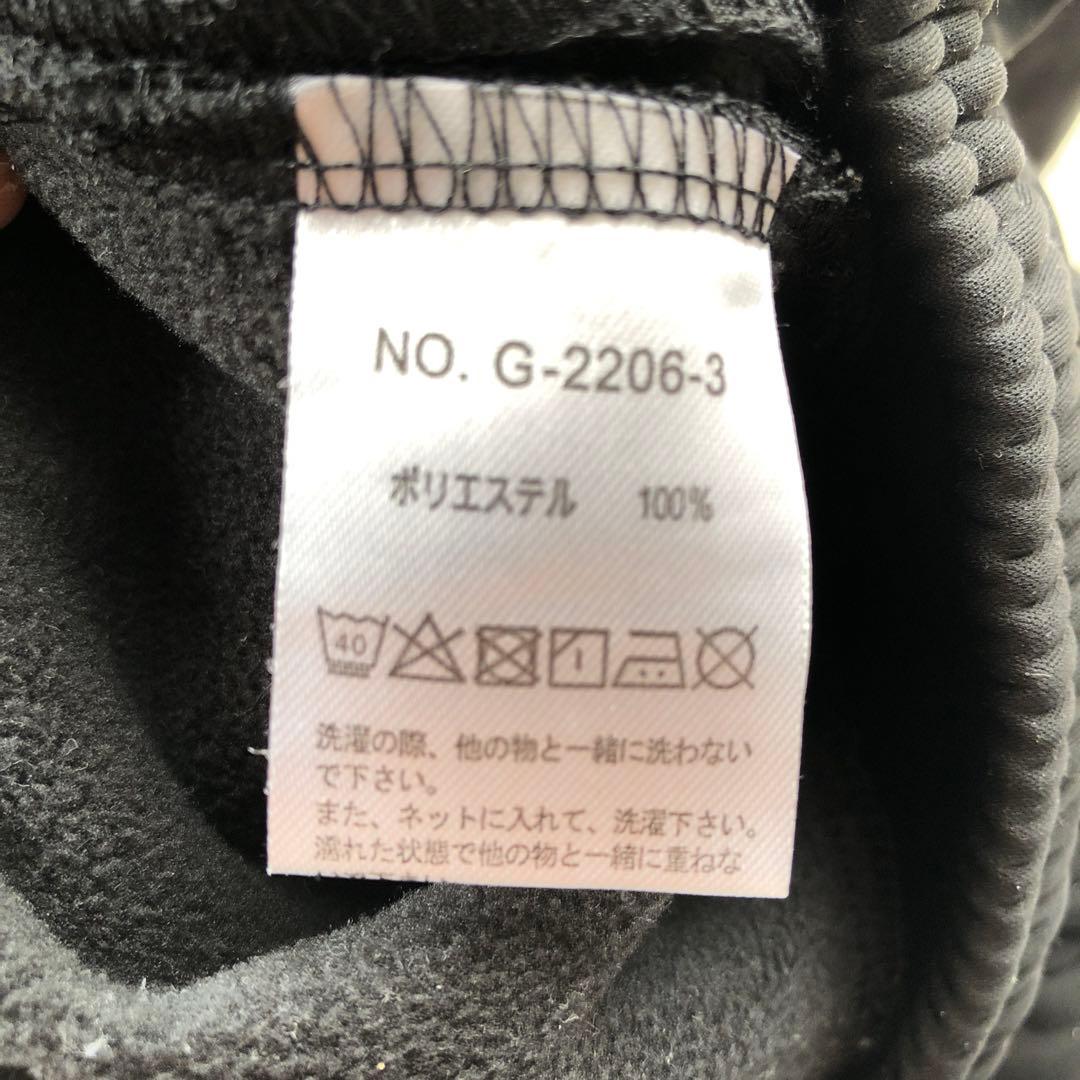 NO. G-2206-3
ポリエステル 100%
40
洗濯の際、他の物と一緒に洗わない
で下さい。
また、ネットに入れて、洗濯下さい。
濡れた状態で他の物と一緒に重ねな